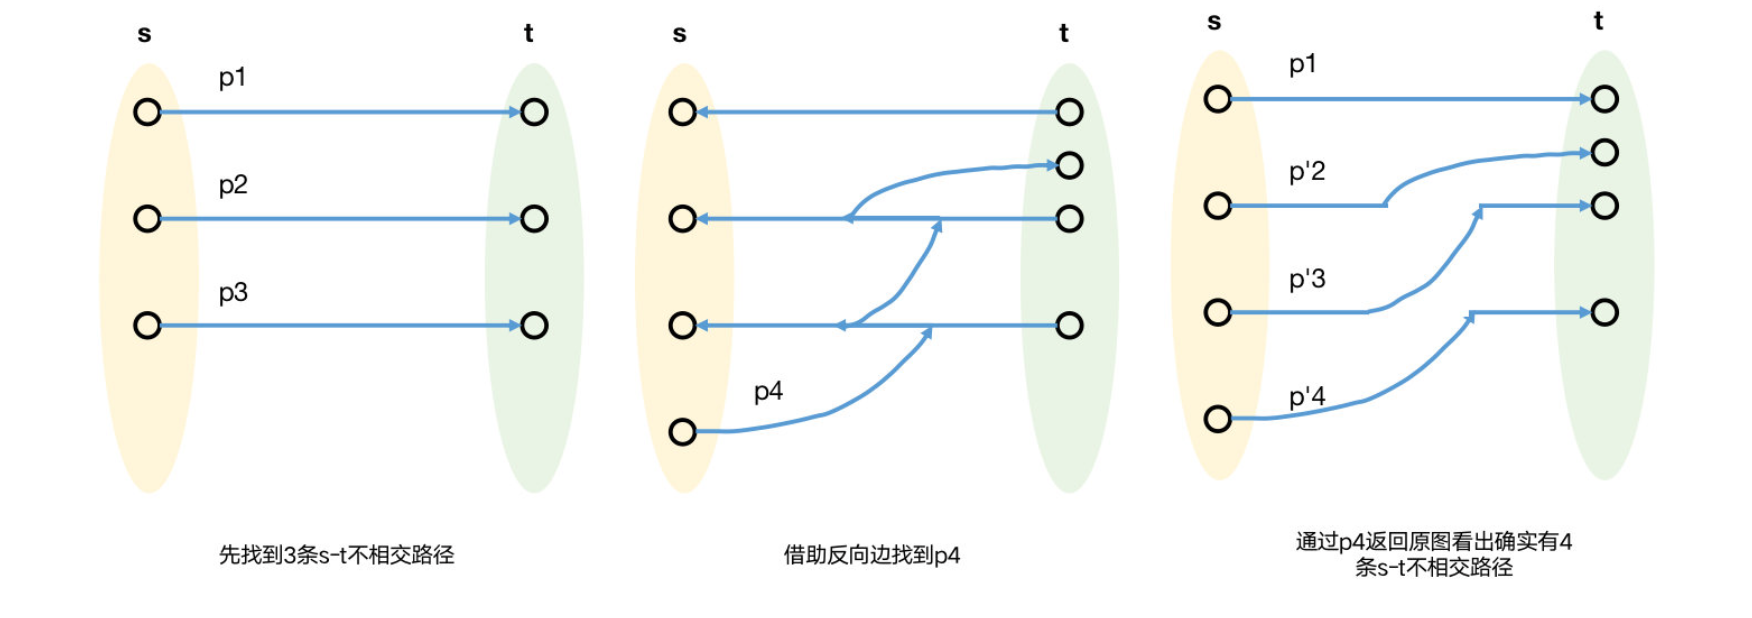 s
t
p1
p2
p3
先找到3条s-t不相交路径
s
t
p4
借助反向边找到p4
s
t
p1
p'2
p'3
p'4
通过p4返回原图看出确实有4
条s-t不相交路径